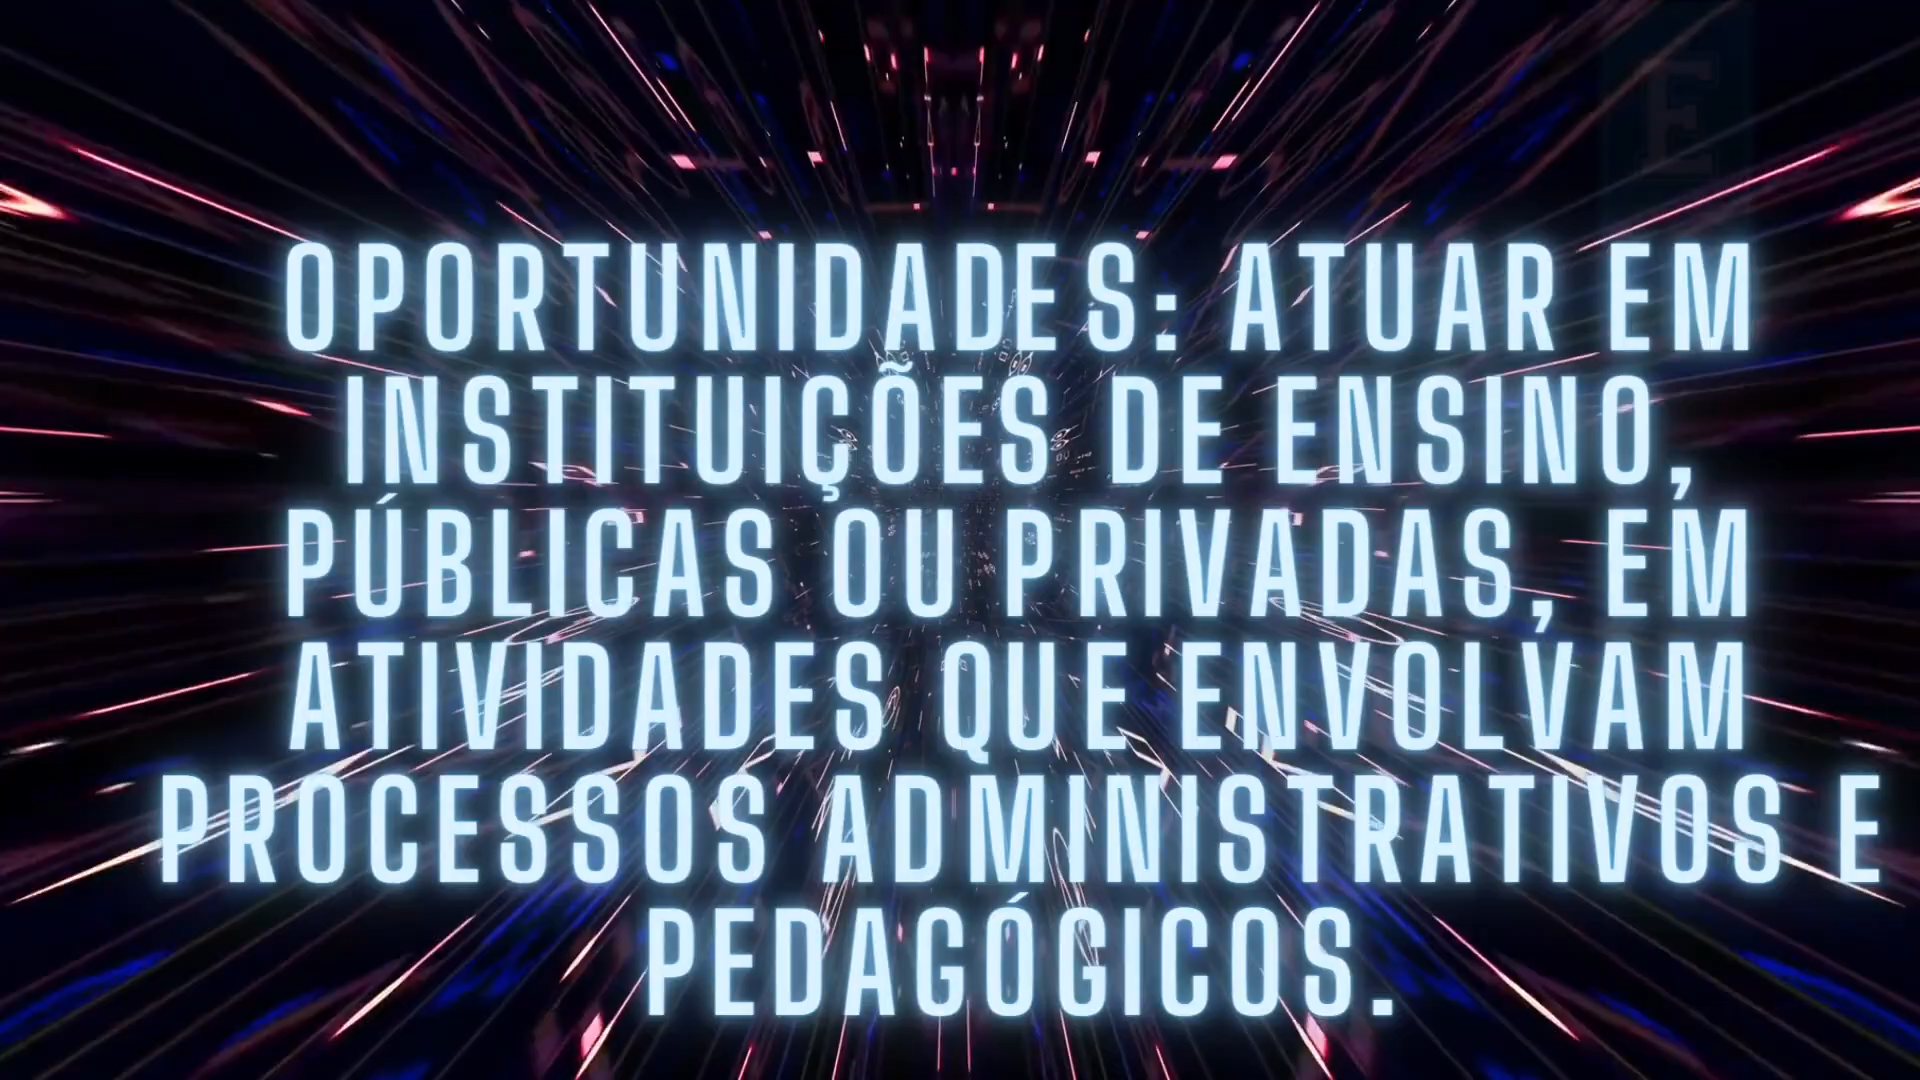 OPORTUNIDADES: ATUAR EM
INSTITUIÇÕES DE ENSINO,
PÚBLICAS OU PRIVADAS, EM
ATIVIDADES QUE ENVOLVAM
PROCESSOS ADMINISTRATIVOS E
PEDAGÓGICOS.